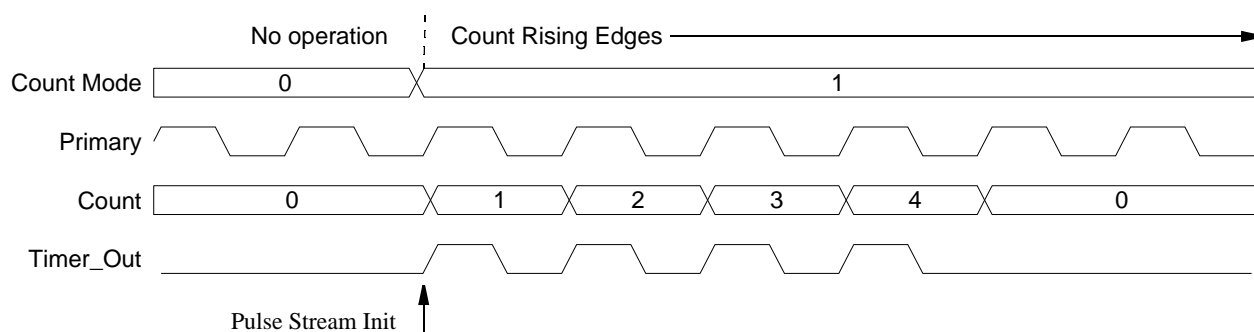 No operation Count Rising Edges
Count Mode 0 1
Primary
Count 0 1 2 3 4 0
Timer_Out
Pulse Stream Init